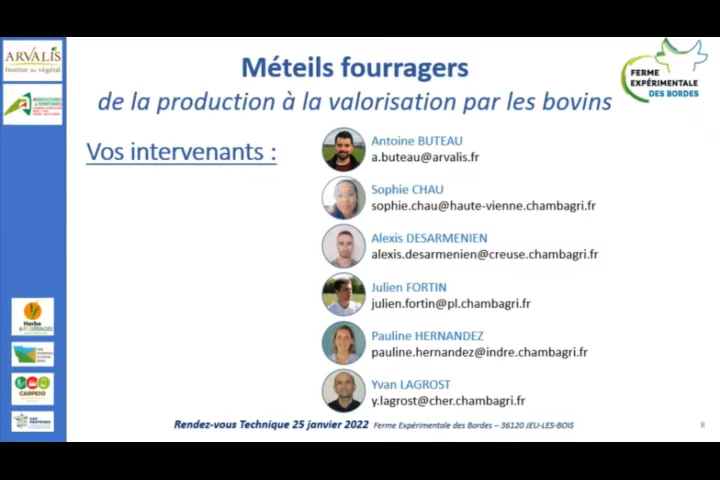 ARVALIS
Institut du végétal
Méteils fourragers
de la production à la valorisation par les bovins
FERME
EXPÉRIMENTALE
DES BORDES
Vos intervenants :
Antoine BUTEAU
a.buteau@arvalis.fr
Sophie CHAU
sophie.chau@haute-vienne.chambagri.fr
Alexis DESARMENIEN
alexis.desarmenien@creuse.chambagri.fr
Julien FORTIN
julien.fortin@pl.chambagri.fr
Pauline HERNANDEZ
pauline.hernandez@indre.chambagri.fr
Yvan LAGROST
y.lagrost@cher.chambagri.fr
Herbe
& FOURRAGES
CARPESO
Rendez-vous Technique 25 janvier 2022 Ferme Expérimentale des Bordes – 36120 JEU-LES-BOIS
8